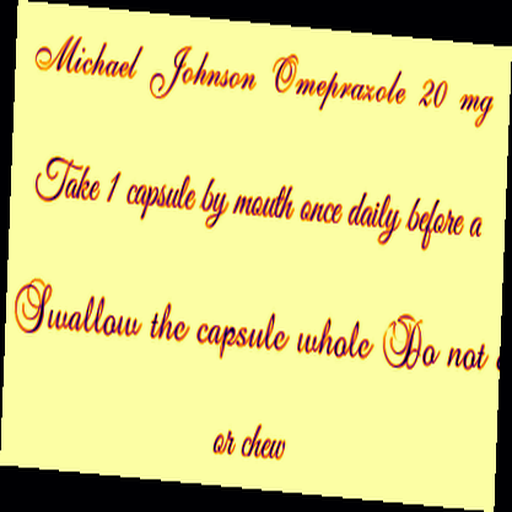 Michael Johnson Omeprazole 20 mg
Take 1 capsule by mouth once daily before a
Swallow the capsule whole Do not
or chew